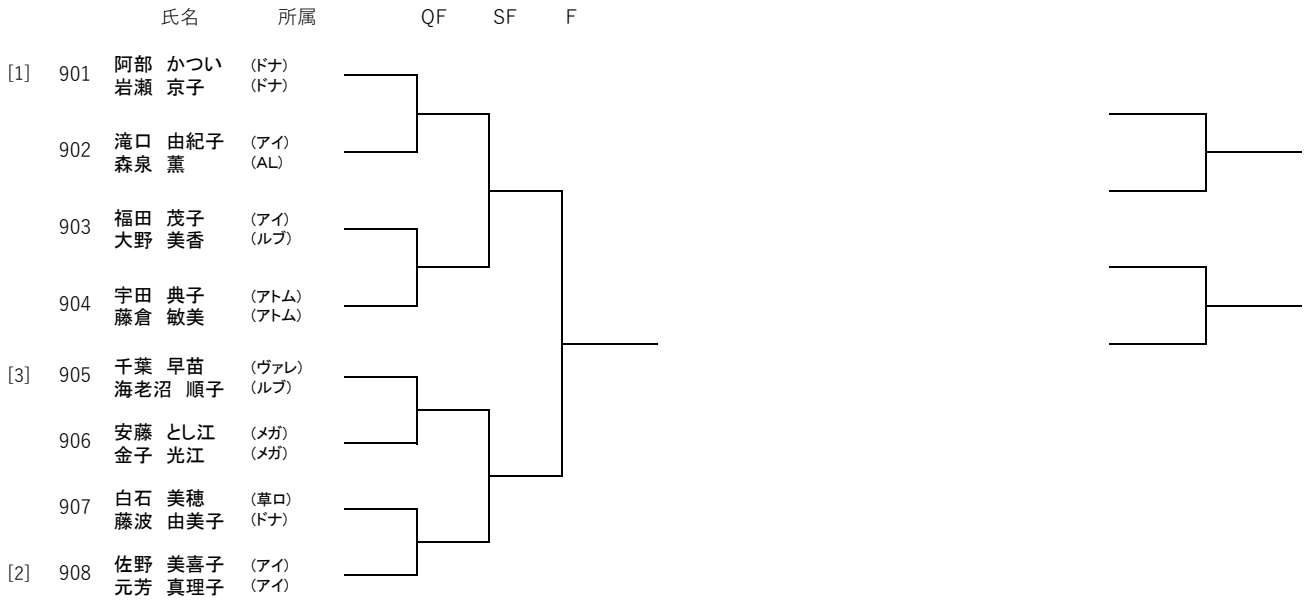 氏名 所属 QF SF F
[1] 901 阿部 かつい (ドナ)
岩瀬 京子 (ドナ)
902 滝口 由紀子 (アイ)
森泉 薫 (AL)
903 福田 茂子 (アイ)
大野 美香 (ルブ)
904 宇田 典子 (アトム)
藤倉 敏美 (アトム)
[3] 905 千葉 早苗 (ヴァレ)
海老沼 順子 (ルブ)
906 安藤 とし江 (メガ)
金子 光江 (メガ)
907 白石 美穂 (草ロ)
藤波 由美子 (ドナ)
[2] 908 佐野 美喜子 (アイ)
元芳 真理子 (アイ)